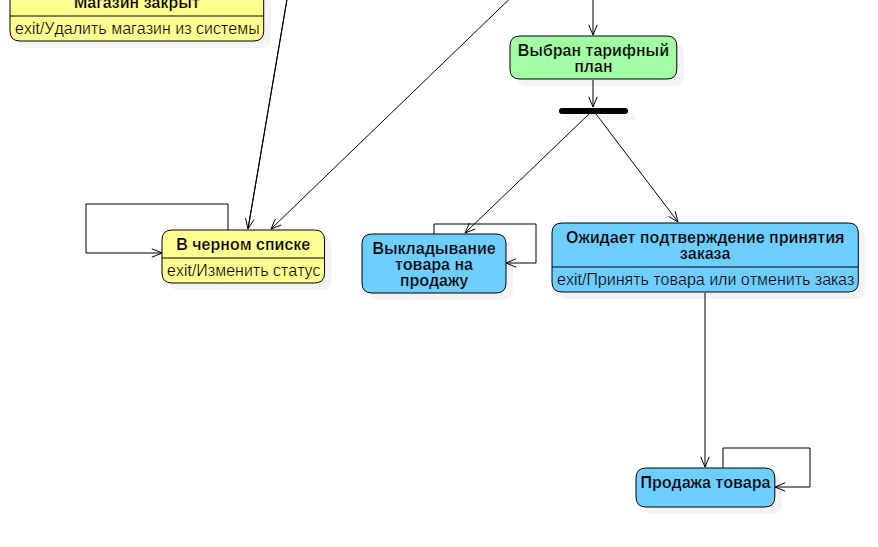 Магазин закрыт
exit/Удалить магазин из системы
Выбран тарифный
план
В черном списке
exit/Изменить статус
Выкладывание
товара на
продажу
Ожидает подтверждение принятия
заказа
exit/Принять товара или отменить заказ
Продажа товара